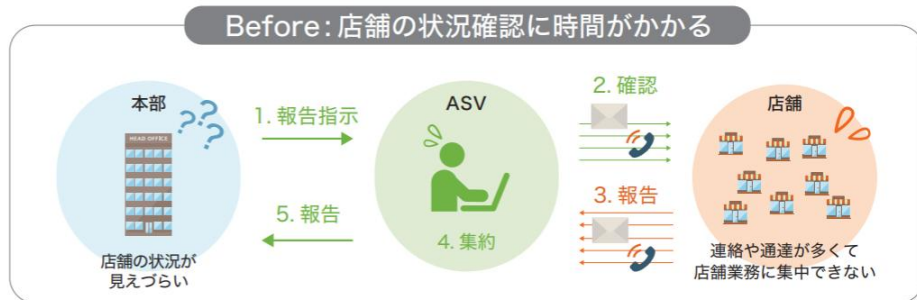 Before：店舗の状況確認に時間がかかる
本部
???
HEAD OFFICE
店舗の状況が
見えづらい
1. 報告指示
5. 報告
ASV
4. 集約
2. 確認
3. 報告
店舗
連絡や通達が多くて
店舗業務に集中できない